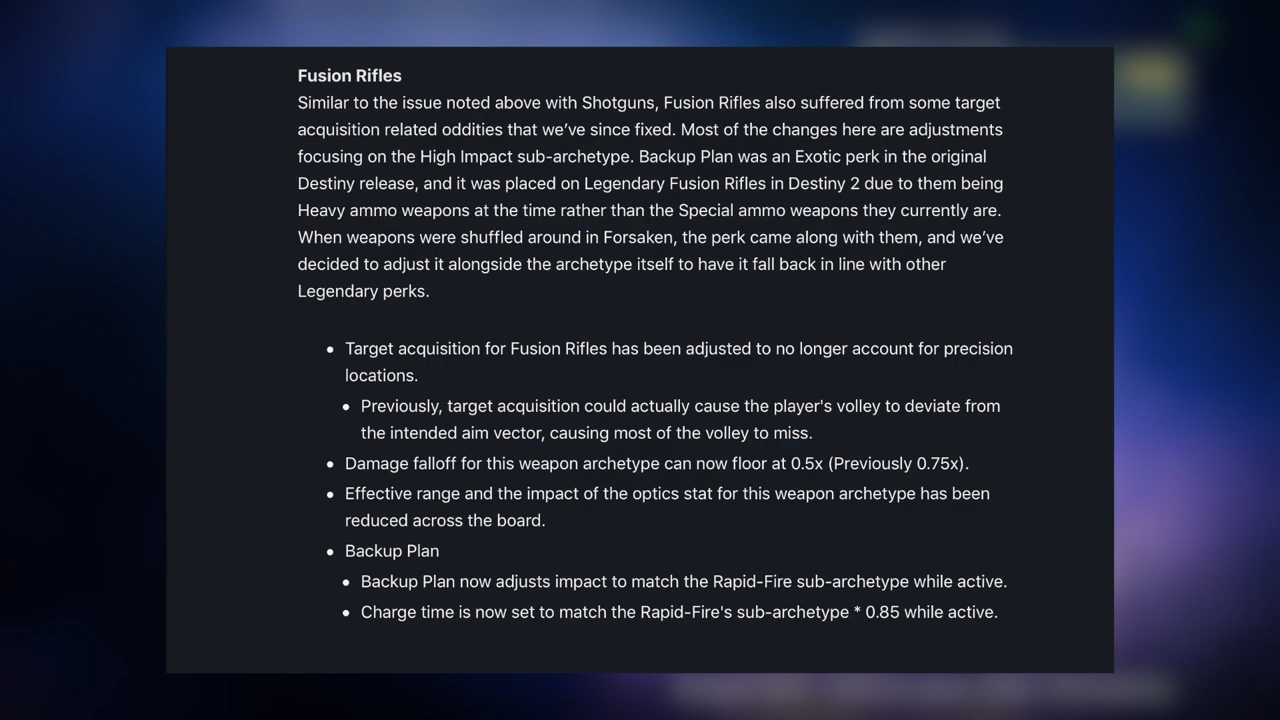 Fusion Rifles
Similar to the issue noted above with Shotguns, Fusion Rifles also suffered from some target
acquisition related oddities that we’ve since fixed. Most of the changes here are adjustments
focusing on the High Impact sub-archetype. Backup Plan was an Exotic perk in the original
Destiny release, and it was placed on Legendary Fusion Rifles in Destiny 2 due to them being
Heavy ammo weapons at the time rather than the Special ammo weapons they currently are.
When weapons were shuffled around in Forsaken, the perk came along with them, and we’ve
decided to adjust it alongside the archetype itself to have it fall back in line with other
Legendary perks.
• Target acquisition for Fusion Rifles has been adjusted to no longer account for precision
locations.
• Previously, target acquisition could actually cause the player's volley to deviate from
the intended aim vector, causing most of the volley to miss.
• Damage falloff for this weapon archetype can now floor at 0.5x (Previously 0.75x).
• Effective range and the impact of the optics stat for this weapon archetype has been
reduced across the board.
• Backup Plan
• Backup Plan now adjusts impact to match the Rapid-Fire sub-archetype while active.
• Charge time is now set to match the Rapid-Fire's sub-archetype * 0.85 while active.